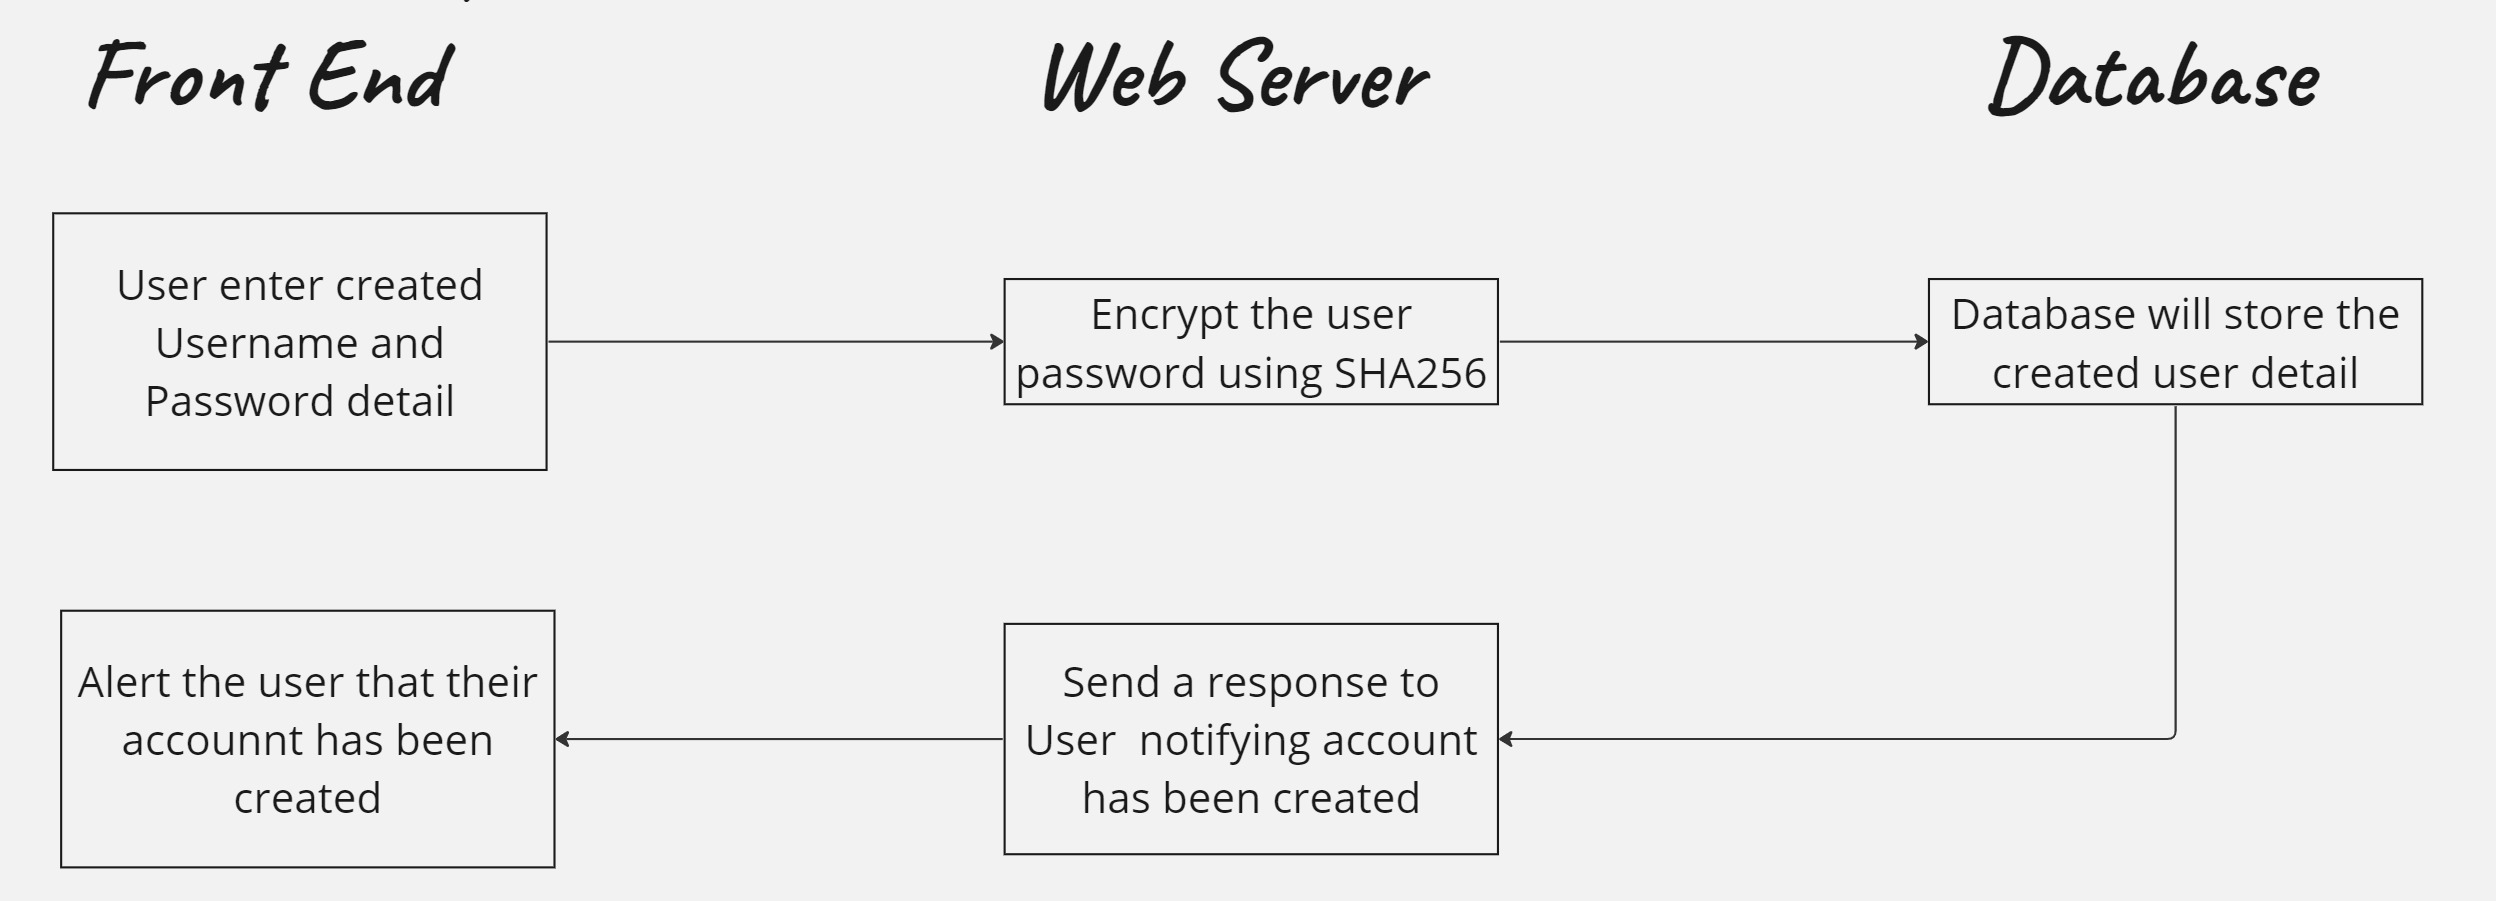 Front End
Web Server
Database
User enter created
Username and
Password detail
Encrypt the user
password using SHA256
Database will store the
created user detail
Alert the user that their
accounnt has been
created
Send a response to
User  notifying account
has been created